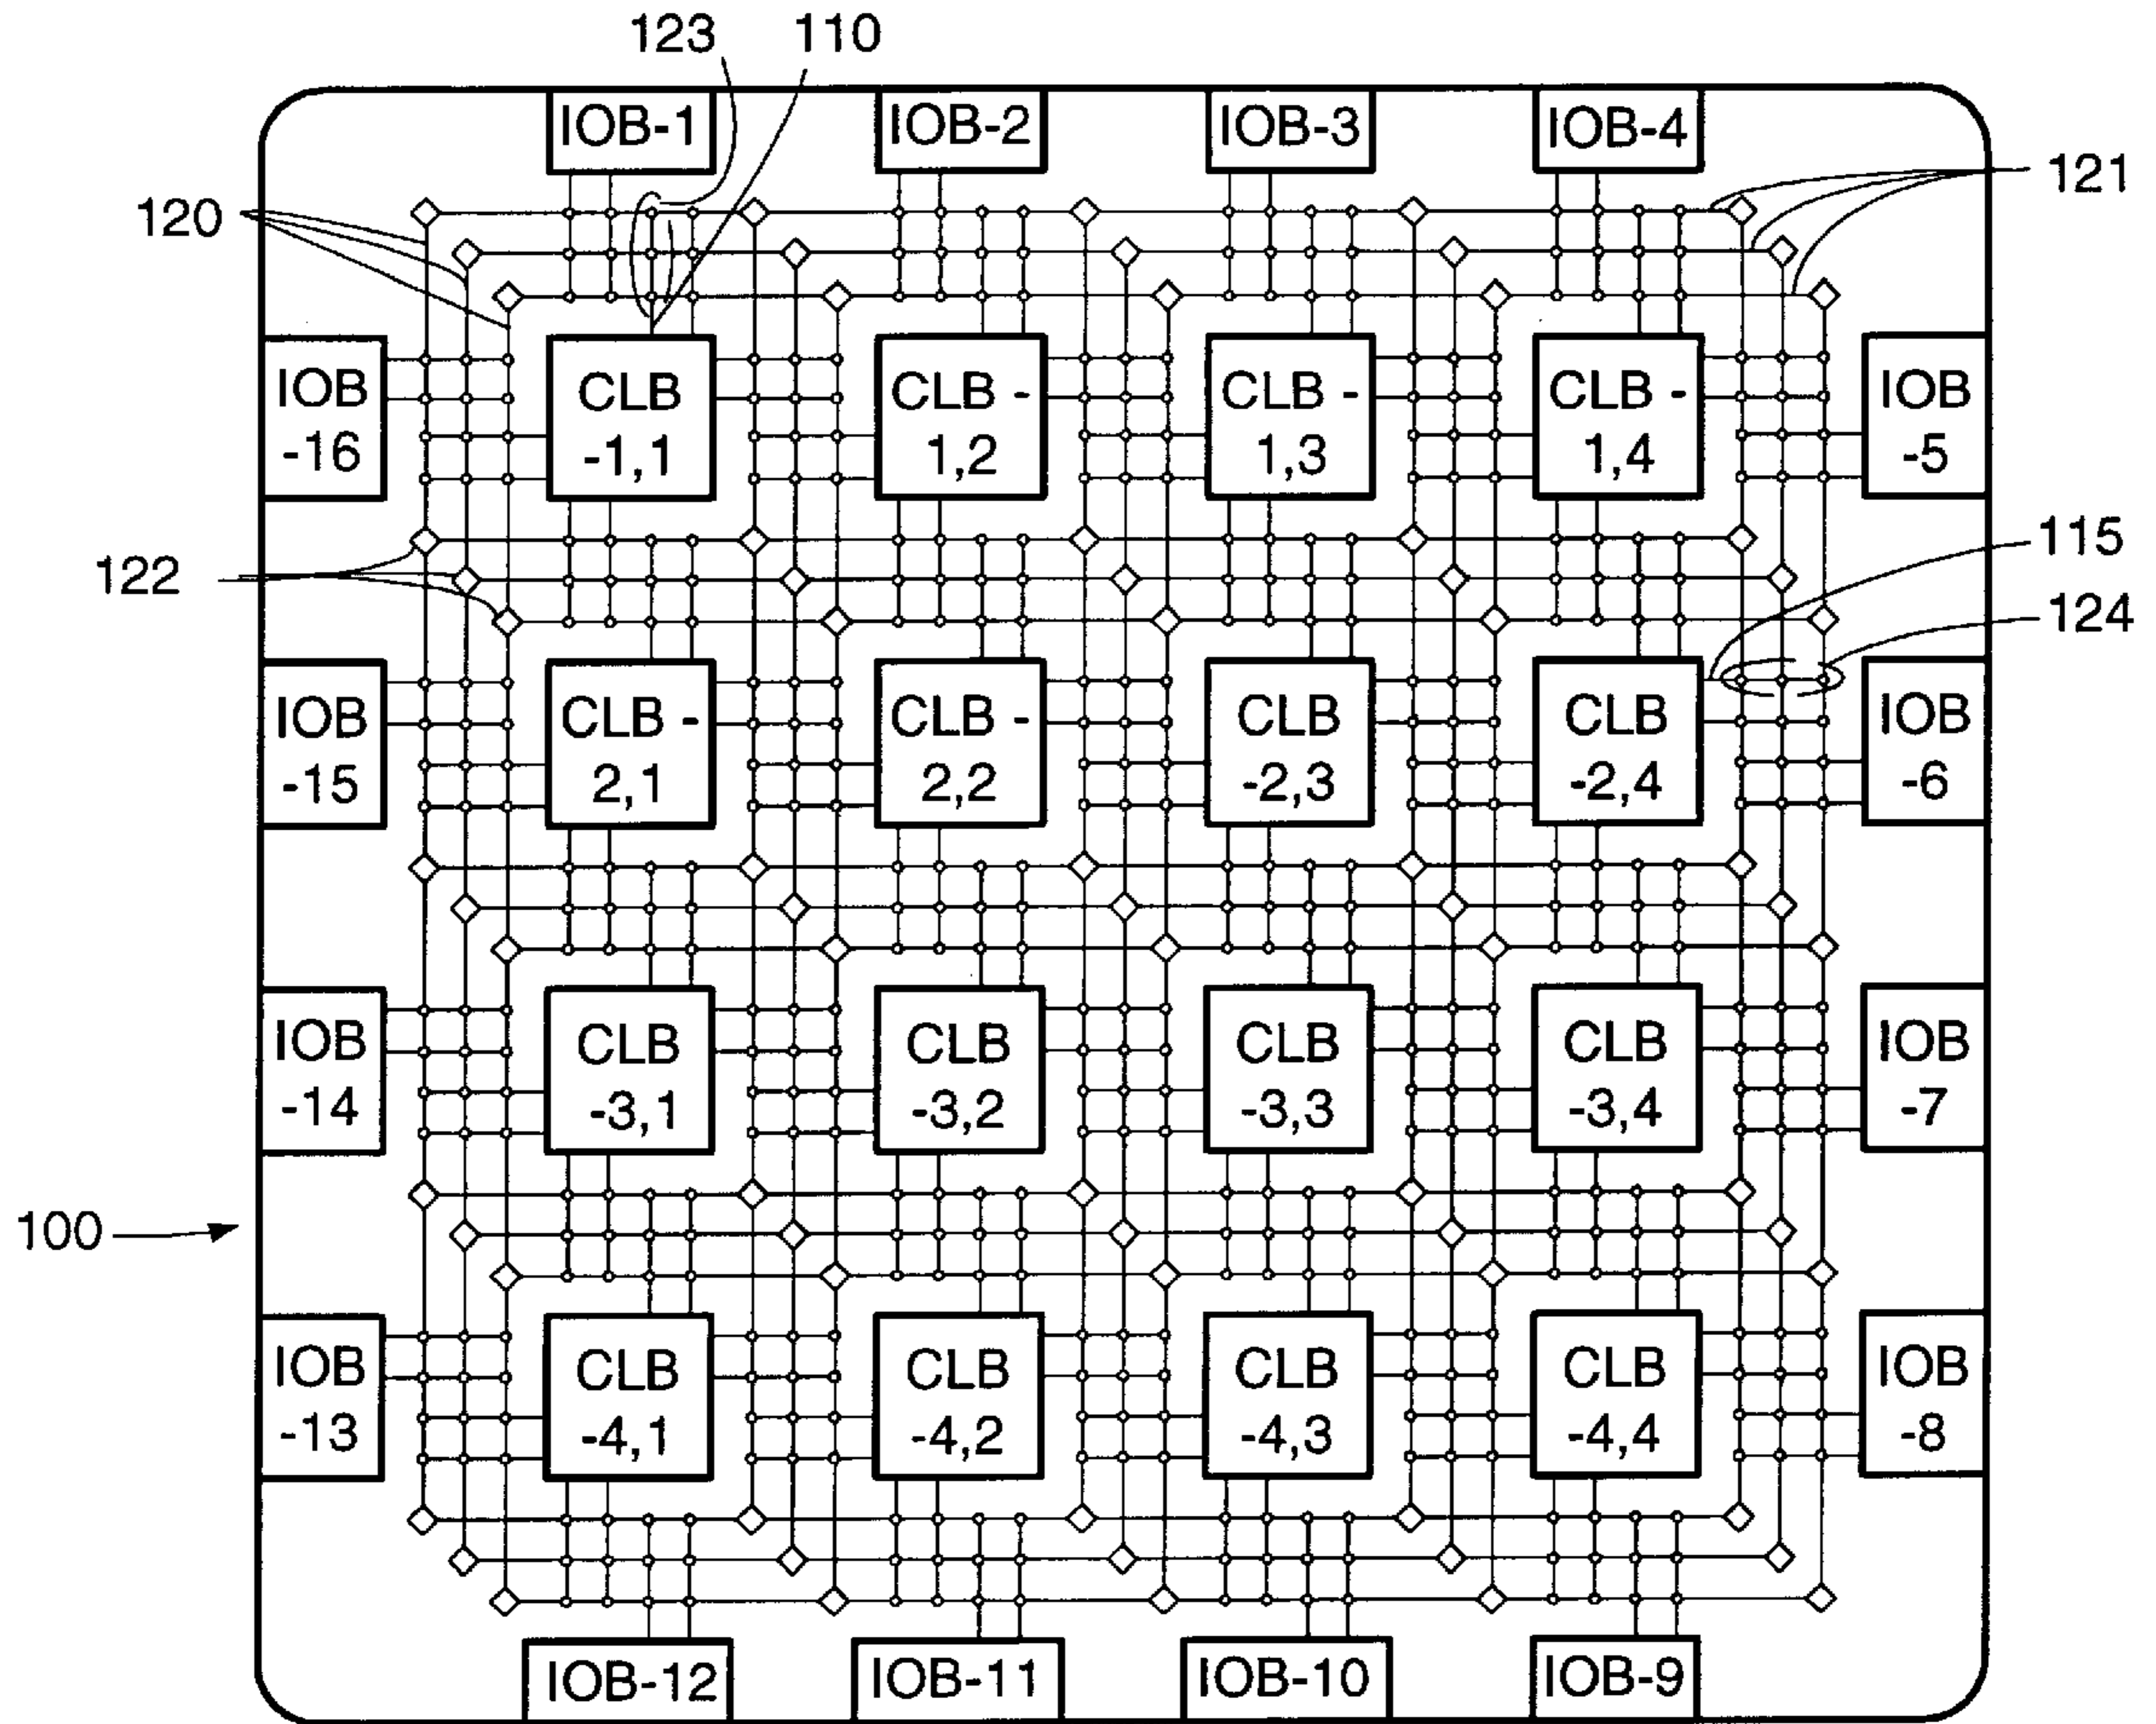 123 110
IOB-1 IOB-2 IOB-3 IOB-4
121
120
IOB
-16
CLB
-1,1
CLB -
1,2
CLB -
1,3
CLB -
1,4
IOB
-5
115
122
124
IOB
-15
CLB -
2,1
CLB -
2,2
CLB
-2,3
CLB
-2,4
IOB
-6
IOB
-14
CLB
-3,1
CLB
-3,2
CLB
-3,3
CLB
-3,4
IOB
-7
100
IOB
-13
CLB
-4,1
CLB
-4,2
CLB
-4,3
CLB
-4,4
IOB
-8
IOB-12 IOB-11 IOB-10 IOB-9